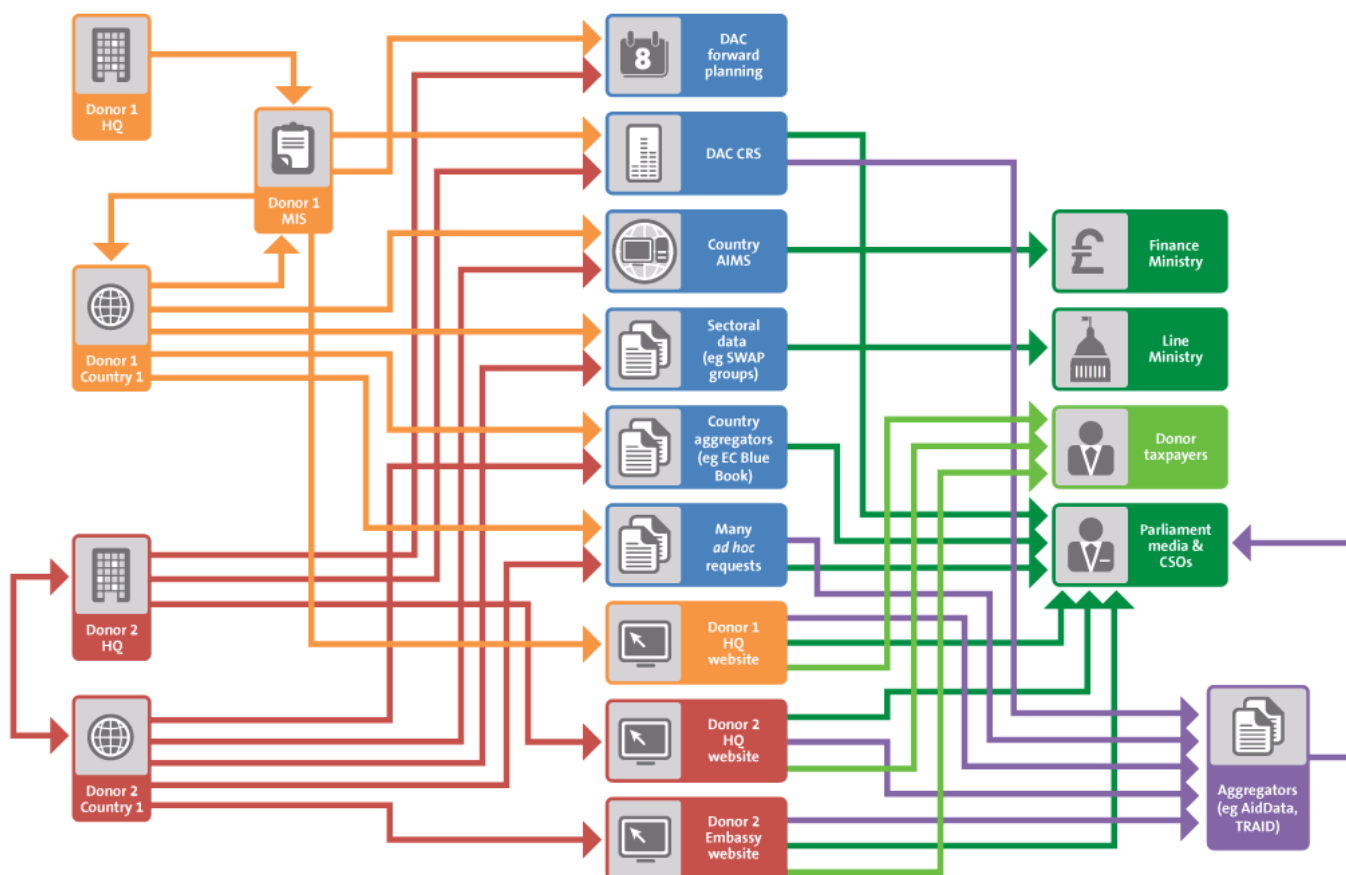 Donor 1
HQ
Donor 1
MIS
Donor 1
Country 1
Donor 2
HQ
Donor 2
Country 1
8
DAC
forward
planning
DAC CRS
Country
AIMS
Sectoral
data
(eg SWAP
groups)
Country
aggregators
(eg EC Blue
Book)
Many
ad hoc
requests
Donor 1
HQ
website
Donor 2
HQ
website
Donor 2
Embassy
website
£
Finance
Ministry
Line
Ministry
Donor
taxpayers
Parliament
media &
CSOs
Aggregators
(eg AidData,
TRAID)